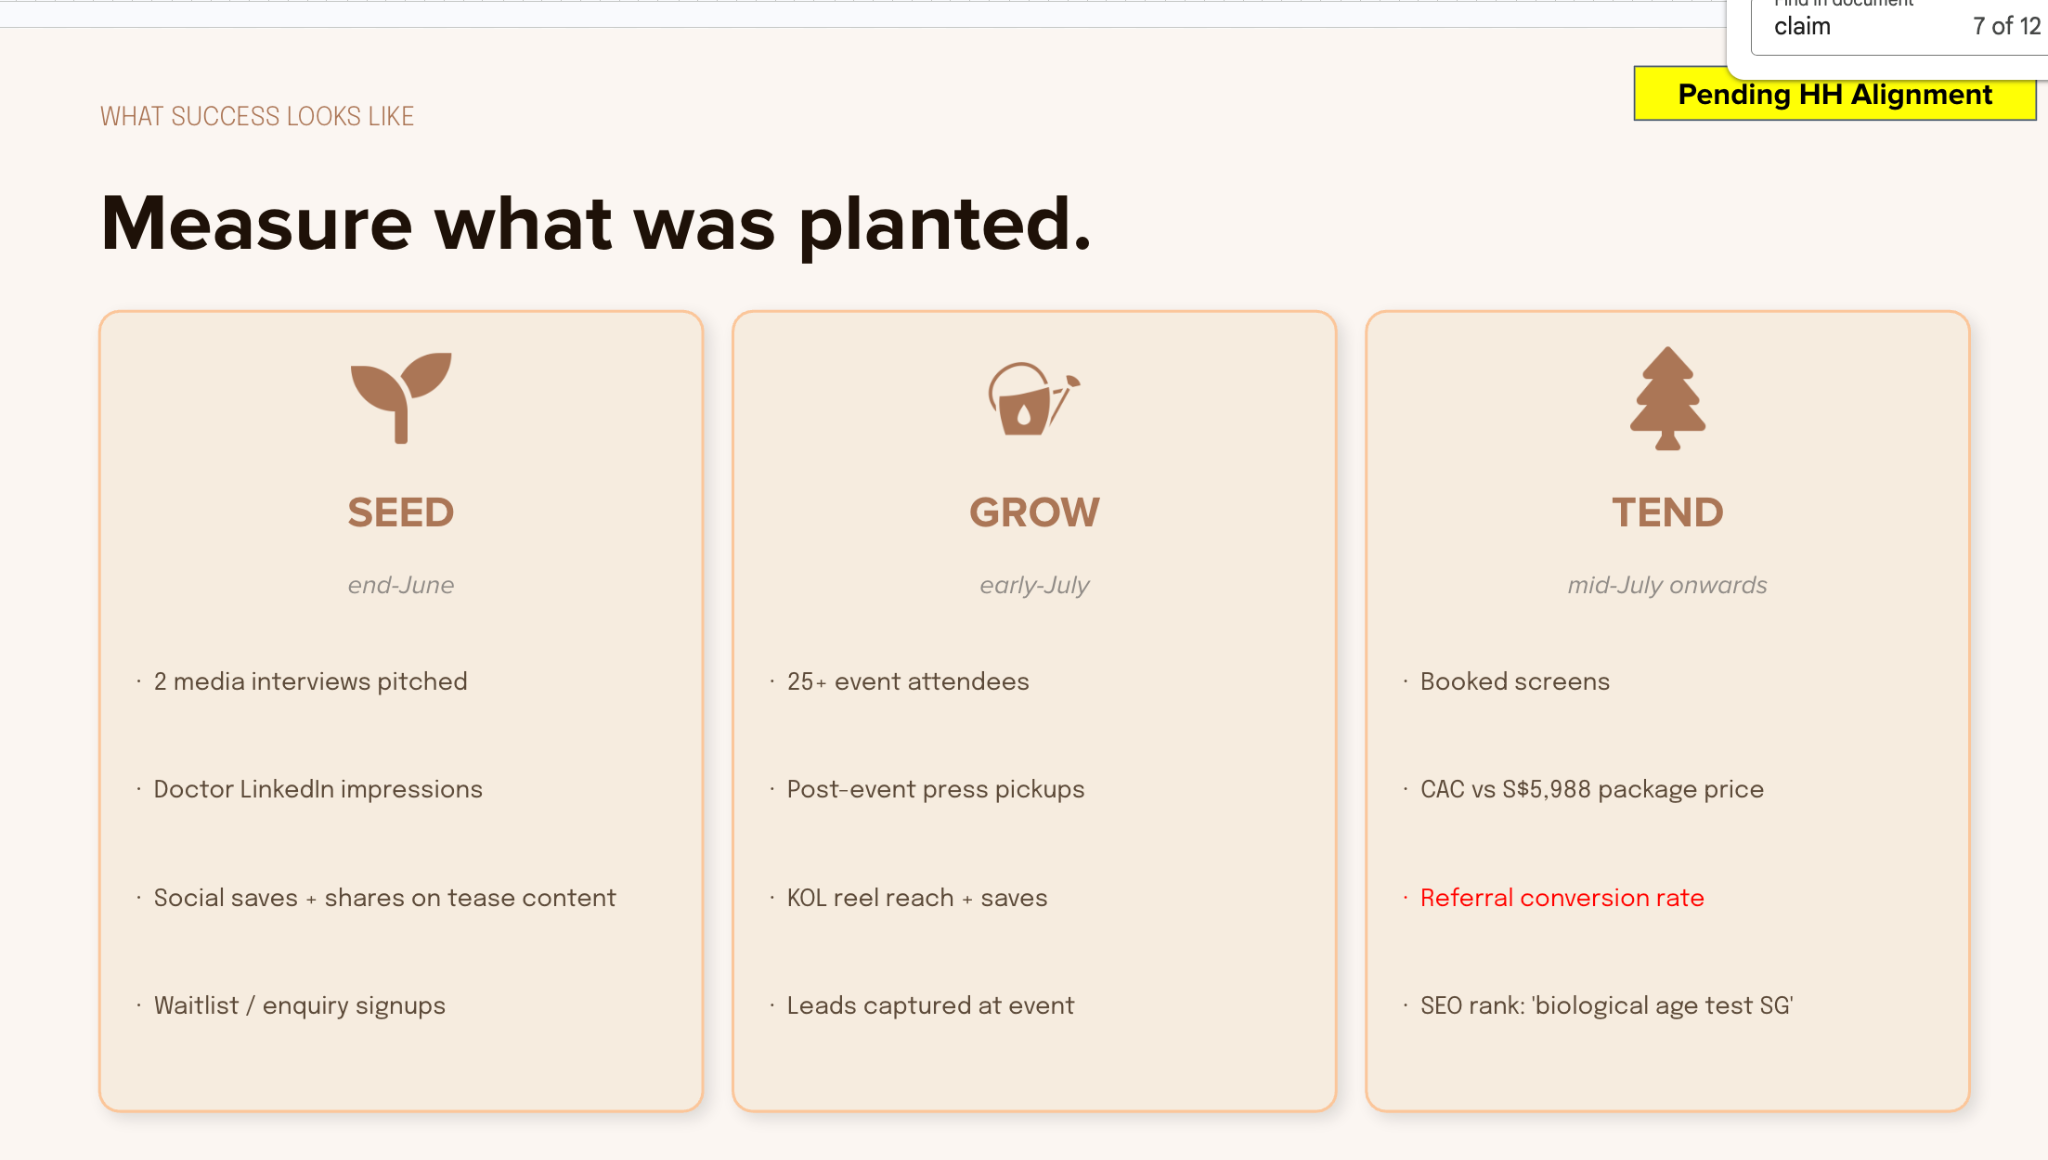 Find in document
claim 7 of 12
Pending HH Alignment
WHAT SUCCESS LOOKS LIKE
Measure what was planted.
SEED
end-June
· 2 media interviews pitched
· Doctor LinkedIn impressions
· Social saves + shares on tease content
· Waitlist / enquiry signups
GROW
early-July
· 25+ event attendees
· Post-event press pickups
· KOL reel reach + saves
· Leads captured at event
TEND
mid-July onwards
· Booked screens
· CAC vs S$5,988 package price
· Referral conversion rate
· SEO rank: 'biological age test SG'